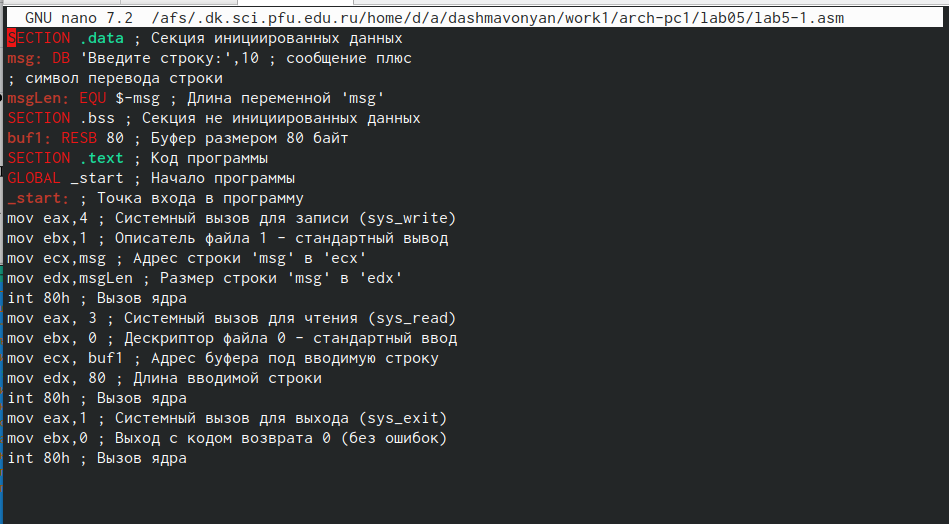 GNU nano 7.2 /afs/.dk.sci.pfu.edu.ru/home/d/a/dashmavonyan/work1/arch-pc1/lab05/lab5-1.asm
SECTION .data ; Секция инициированных данных
msg: DB 'Введите строку:',10 ; сообщение плюс
; символ перевода строки
msgLen: EQU $-msg ; Длина переменной 'msg'
SECTION .bss ; Секция не инициированных данных
buf1: RESB 80 ; Буфер размером 80 байт
SECTION .text ; Код программы
GLOBAL _start ; Начало программы
_start: ; Точка входа в программу
mov eax,4 ; Системный вызов для записи (sys_write)
mov ebx,1 ; Описатель файла 1 - стандартный вывод
mov ecx,msg ; Адрес строки 'msg' в 'ecx'
mov edx,msgLen ; Размер строки 'msg' в 'edx'
int 80h ; Вызов ядра
mov eax, 3 ; Системный вызов для чтения (sys_read)
mov ebx, 0 ; Дескриптор файла 0 - стандартный ввод
mov ecx, buf1 ; Адрес буфера под вводимую строку
mov edx, 80 ; Длина вводимой строки
int 80h ; Вызов ядра
mov eax,1 ; Системный вызов для выхода (sys_exit)
mov ebx,0 ; Выход с кодом возврата 0 (без ошибок)
int 80h ; Вызов ядра